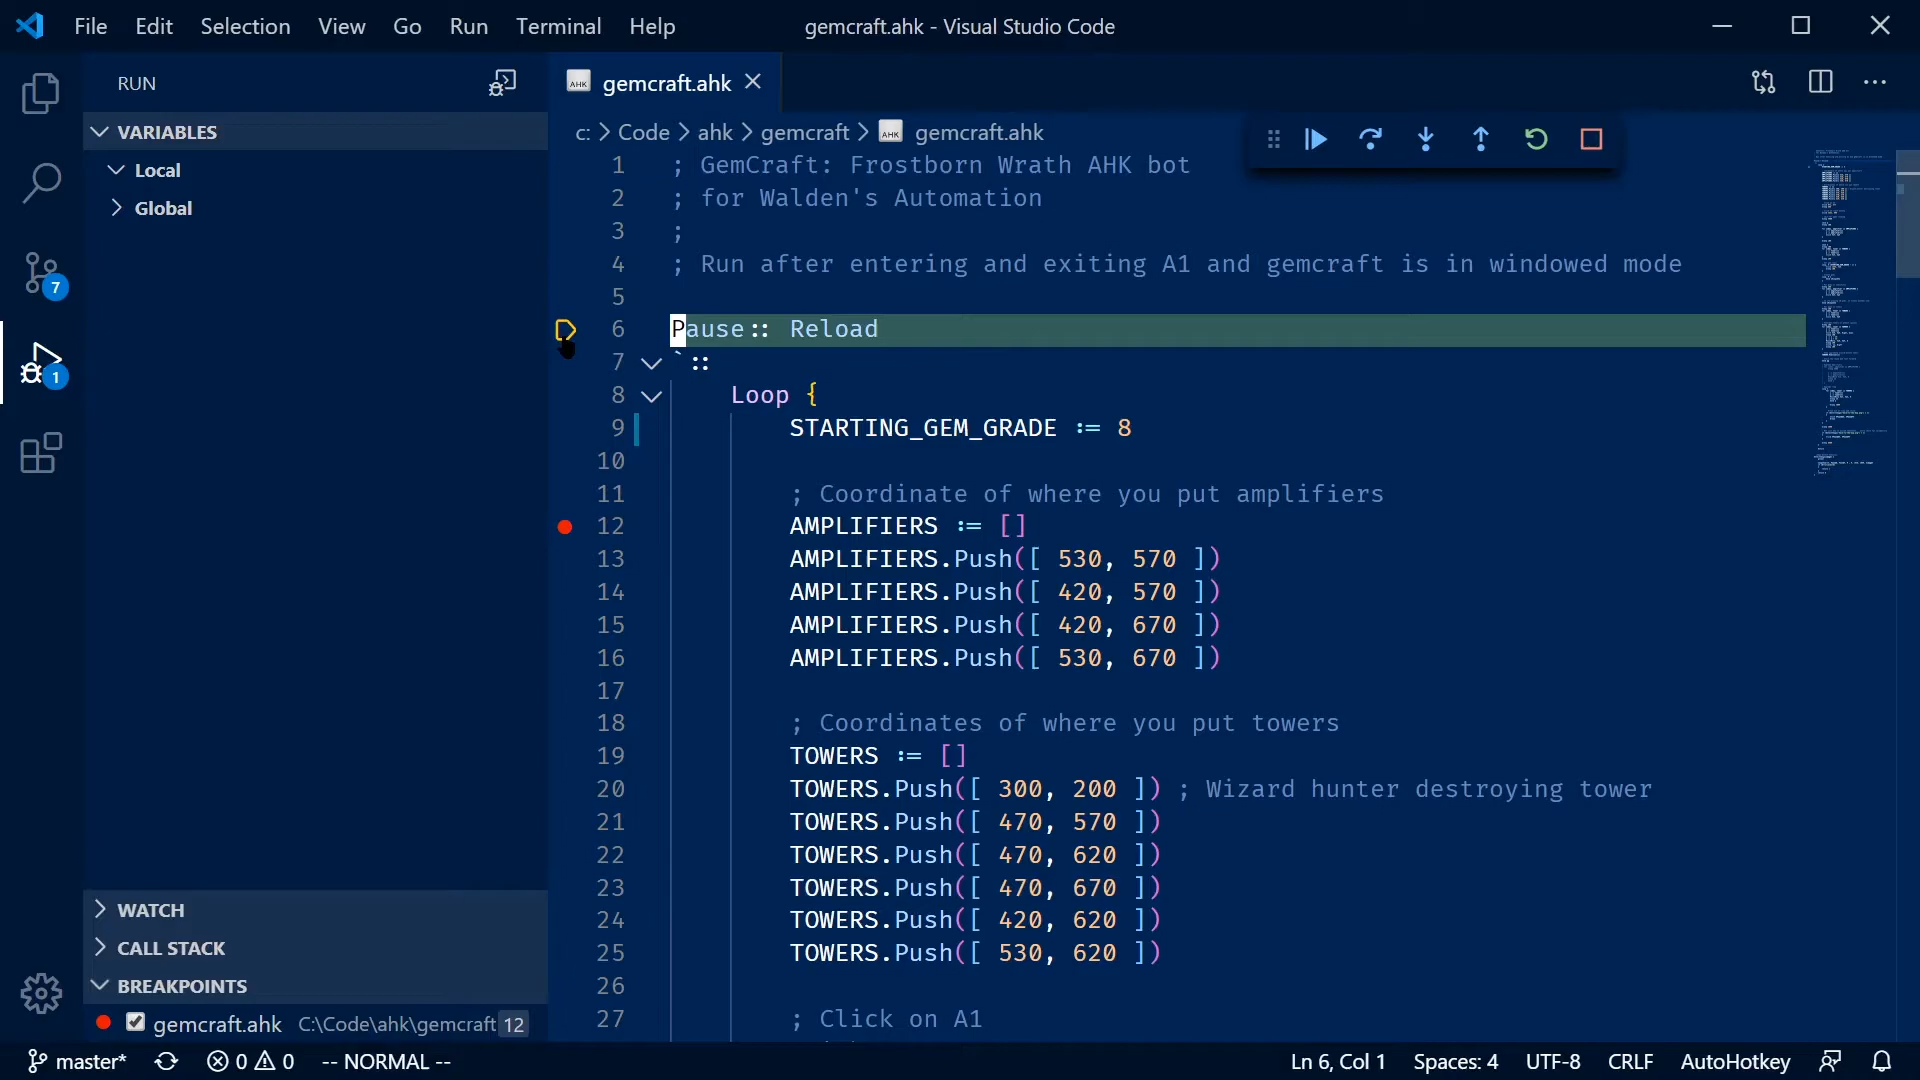 File Edit Selection View Go Run Terminal Help gemcraft.ahk - Visual Studio Code
RUN
VARIABLES
Local
Global
7
1
WATCH
CALL STACK
BREAKPOINTS
gemcraft.ahk C:\Code\ahk\gemcraft 12
AHK gemcraft.ahk
c: > Code > ahk > gemcraft > AHK gemcraft.ahk
1 ; GemCraft: Frostborn Wrath AHK bot
2 ; for Walden's Automation
3 ;
4 ; Run after entering and exiting A1 and gemcraft is in windowed mode
5
6 Pause:: Reload
7 `::
8 Loop {
9 STARTING_GEM_GRADE := 8
10
11 ; Coordinate of where you put amplifiers
12 AMPLIFIERS := []
13 AMPLIFIERS.Push([ 530, 570 ])
14 AMPLIFIERS.Push([ 420, 570 ])
15 AMPLIFIERS.Push([ 420, 670 ])
16 AMPLIFIERS.Push([ 530, 670 ])
17
18 ; Coordinates of where you put towers
19 TOWERS := []
20 TOWERS.Push([ 300, 200 ]) ; Wizard hunter destroying tower
21 TOWERS.Push([ 470, 570 ])
22 TOWERS.Push([ 470, 620 ])
23 TOWERS.Push([ 470, 670 ])
24 TOWERS.Push([ 420, 620 ])
25 TOWERS.Push([ 530, 620 ])
26
27 ; Click on A1
master* 0 0 -- NORMAL -- Ln 6, Col 1 Spaces: 4 UTF-8 CRLF AutoHotkey